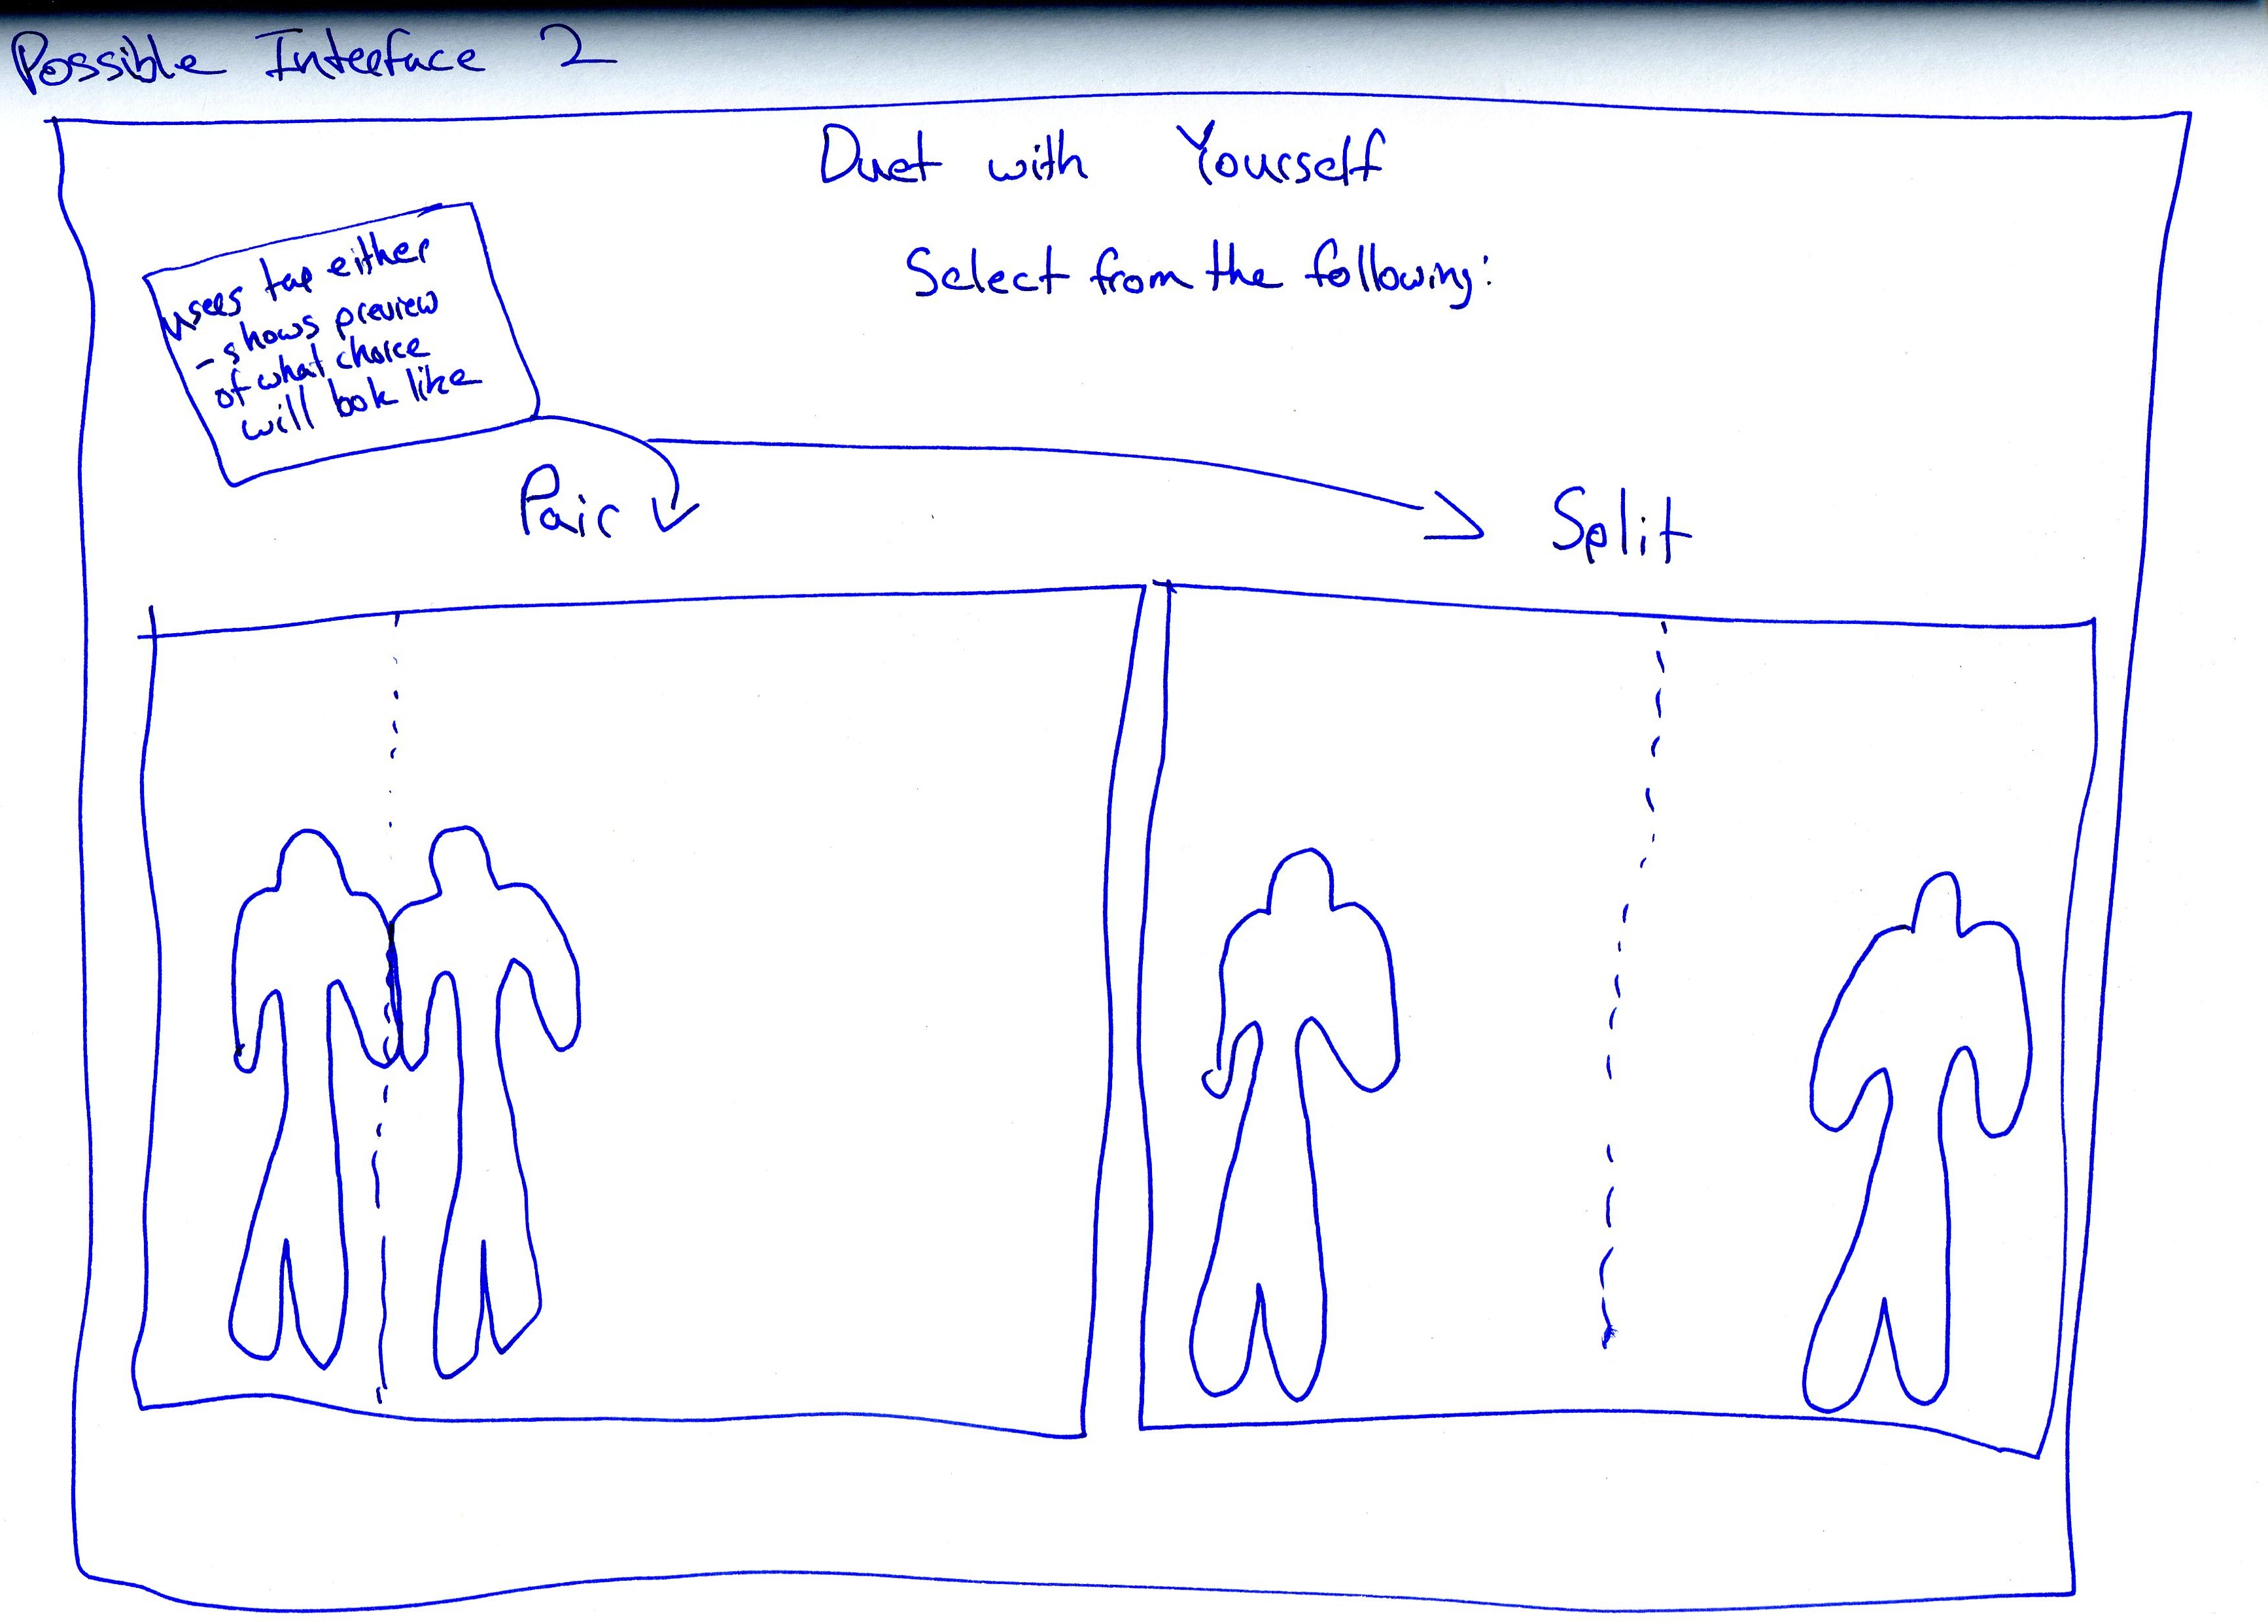 Possible Interface 2
Duet with Yourself
Select from the following:
users tap either
- shows preview
of what choice
will look like
Pair
Split